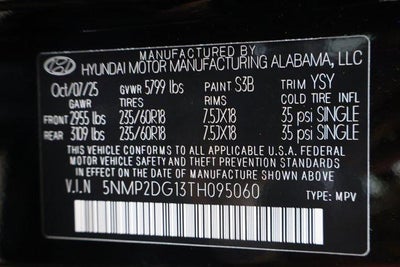 MANUFACTURED BY
HYUNDAI MOTOR MANUFACTURING ALABAMA, LLC
Oct/07/25 GVWR 5799 lbs PAINT S3B TRIM YSY
GAWR TIRES RIMS COLD TIRE INFL
FRONT 2955 lbs 235/60R18 7.5JX18 35 psi SINGLE
REAR 3109 lbs 235/60R18 7.5JX18 35 psi SINGLE
THIS VEHICLE CONFORMS TO ALL APPLICABLE U.S.A. FEDERAL
MOTOR VEHICLE SAFETY AND THEFT PREVENTION STANDARDS
IN EFFECT ON THE DATE OF MANUFACTURE SHOWN ABOVE.
V.I.N 5NMP2DG13TH095060 TYPE: MPV